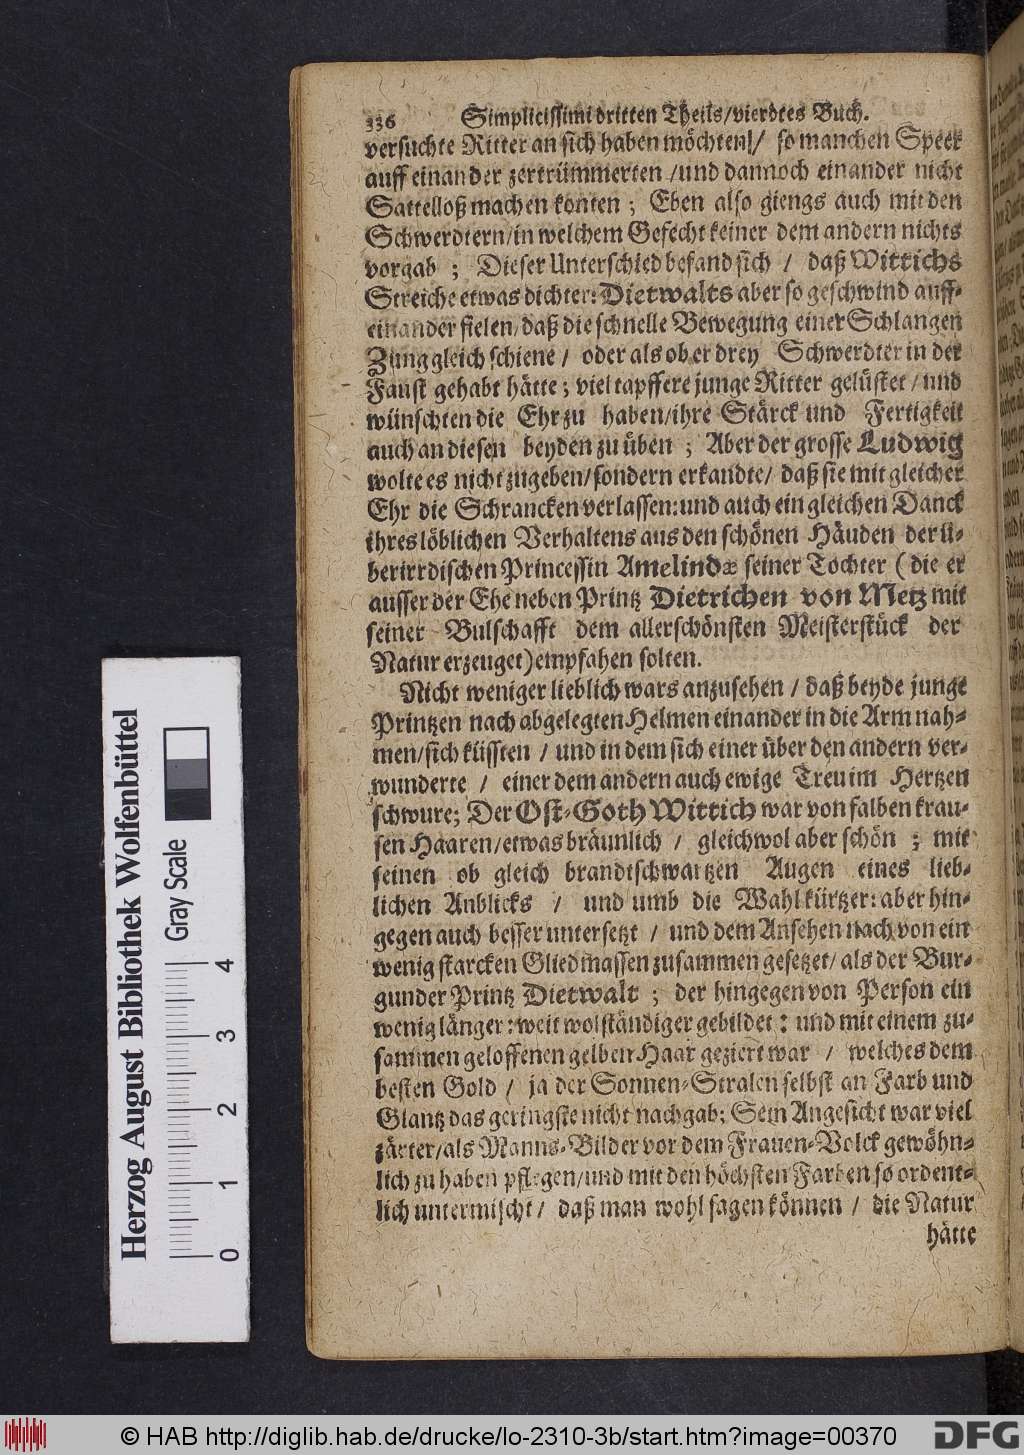 336 Simplicissimi dritten Theils/vierdtes Buch.
versuchte Ritter an sich haben möchten!/ so manchen Speer
auff einander zertrümmerten/und dannoch einander nicht
Sattelloß machen konten; Eben also giengs auch mit den
Schwerdtern/in welchem Gefecht keiner dem andern nichts
vorgab; Dieser Unterschied befand sich / daß Wittichs
Streiche etwas dichter: Dietwalts aber so geschwind auff-
einander fielen/daß die schnelle Bewegung einer Schlangen
Zung gleich schiene / oder als ob er drey Schwerdter in der
Faust gehabt hätte; viel tapffere junge Ritter gelüstet/und
wünschten die Ehr zu haben/ihre Stärck und Fertigkeit
auch an diesen beyden zu üben; Aber der grosse Ludwig
wolte es nicht zugeben/sondern erkandte/ daß sie mit gleicher
Ehr die Schrancken verlassen: und auch ein gleichen Danck
ihres löblichen Verhaltens aus den schönen Häuden der ü-
berirrdischen Princessin Amelindæ seiner Tochter (die er
ausser der Ehe neben Printz Dietrichen von Metz mit
seiner Bulschafft dem allerschönsten Meisterstück der
Natur erzeuget) empfahen solten.
Nicht weniger lieblich wars anzusehen / daß beyde junge
Printzen nach abgelegten Helmen einander in die Arm nah-
men/sich küssten / und in dem sich einer über den andern ver-
wunderte / einer dem andern auch ewige Treu im Hertzen
schwure; Der Ost-Goth Wittich war von falben krau-
sen Haaren/etwas bräunlich / gleichwol aber schön; mit
seinen ob gleich brandtschwartzen Augen eines lieb-
lichen Anblicks / und umb die Wahl kürtzer: aber hin-
gegen auch besser untersetzt / und dem Ansehen nach von ein
wenig starcken Gliedmassen zusammen gesetzet/ als der Bur-
gunder Printz Dietwalt; der hingegen von Person ein
wenig länger: weit wolständiger gebildet: und mit einem zu-
sammen geloffenen gelben Haar geziert war / welches dem
besten Gold / ja der Sonnen-Stralen selbst an Farb und
Glantz das geringste nicht nachgab; Sein Angesicht war viel
zärter/als Manns-Bilder vor dem Frauen-Volck gewöhn-
lich zu haben pflegen/und mit den höchsten Farben so ordent-
lich untermischt/ daß man wohl sagen können / die Natur
hätte
Herzog August Bibliothek Wolfenbüttel
Gray Scale
0 1 2 3 4
© HAB http://diglib.hab.de/drucke/lo-2310-3b/start.htm?image=00370
DFG